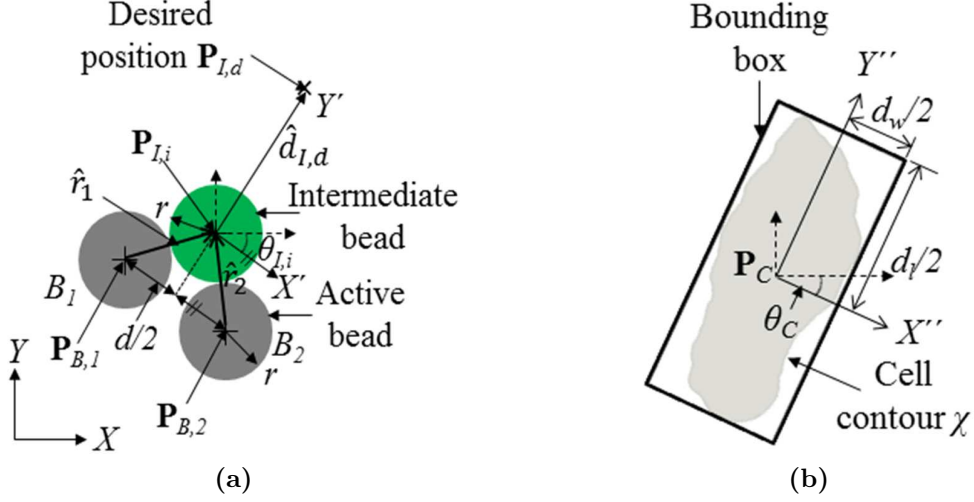 Desired
position P_{I,d}
Y′
P_{I,i}
d̂_{I,d}
r̂_1
r
Intermediate
bead
θ_{I,i}
r̂_2
X′
B_1
d/2
Active
bead
P_{B,1}
B_2
r
Y
P_{B,2}
X
(a)
Bounding
box
Y′′
d_w/2
P_C
d_l/2
θ_C
X′′
Cell
contour χ
(b)